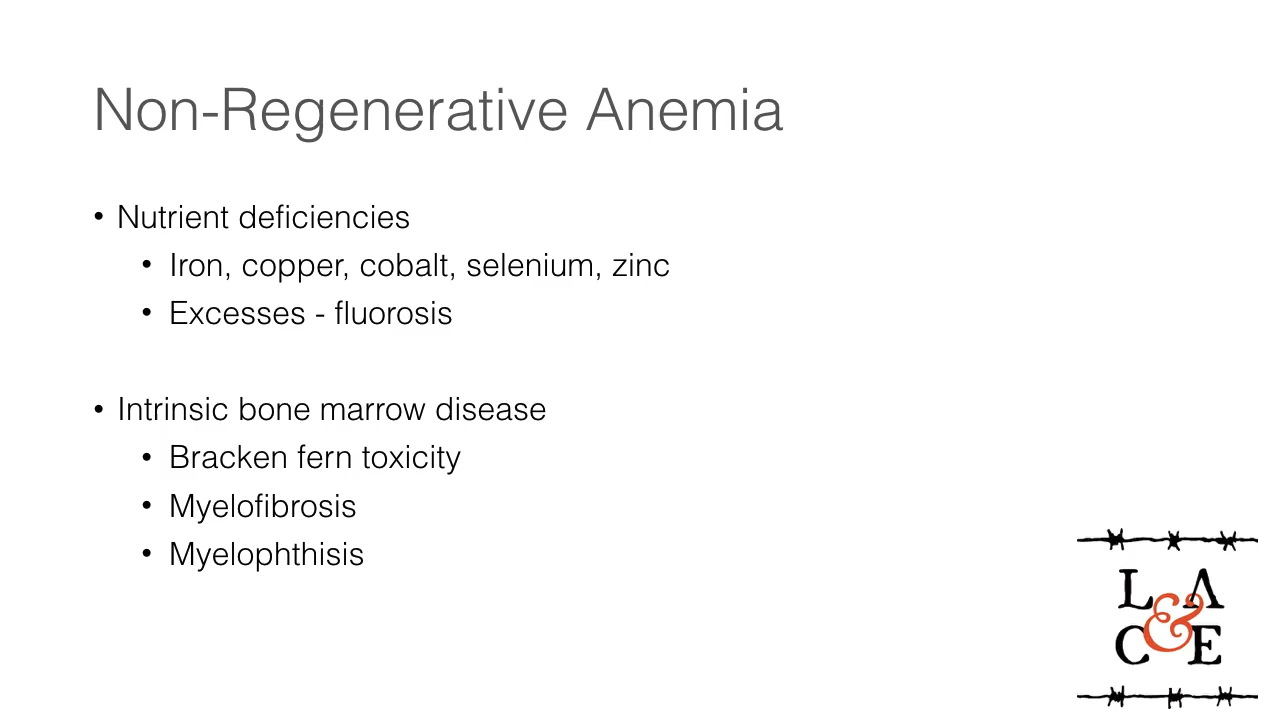 Non-Regenerative Anemia
• Nutrient deficiencies
• Iron, copper, cobalt, selenium, zinc
• Excesses - fluorosis
• Intrinsic bone marrow disease
• Bracken fern toxicity
• Myelofibrosis
• Myelophthisis
L & A
C E